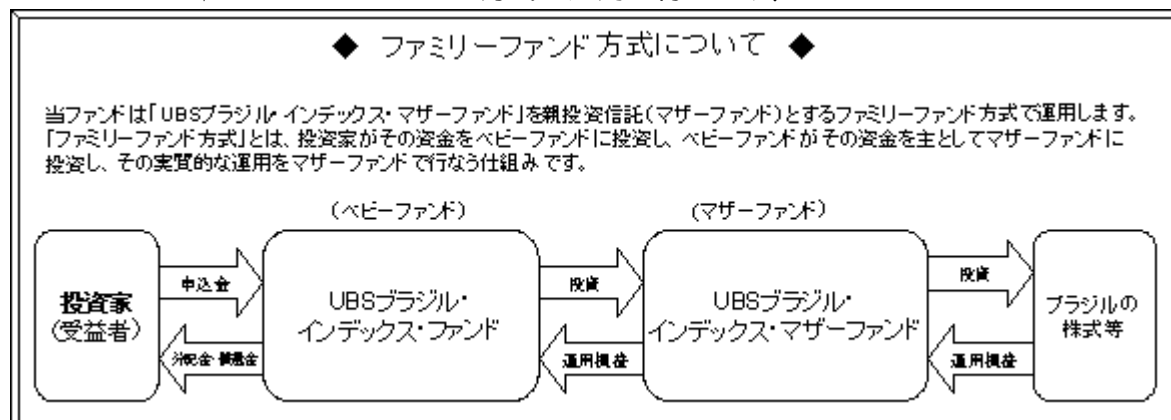 ◆ ファミリーファンド方式について ◆
当ファンドは「UBSブラジル・インデックス・マザーファンド」を親投資信託(マザーファンド)とするファミリーファンド方式で運用します。
「ファミリーファンド方式」とは、投資家がその資金をベビーファンドに投資し、ベビーファンドがその資金を主としてマザーファンドに
投資し、その実質的な運用をマザーファンドで行なう仕組みです。
(ベビーファンド)
(マザーファンド)
投資家
(受益者)
申込金
分配金・償還金
UBSブラジル・
インデックス・ファンド
投資
運用損益
UBSブラジル・
インデックス・マザーファンド
投資
運用損益
ブラジルの
株式等